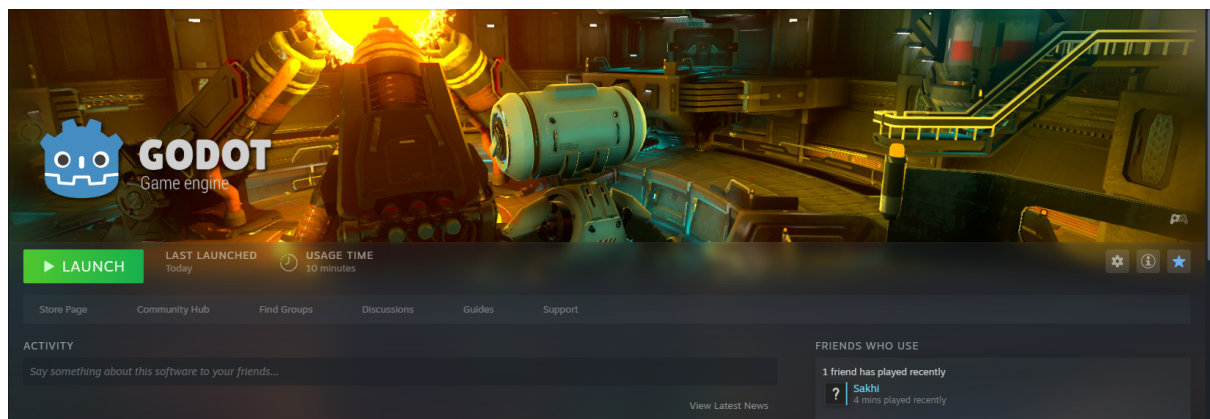 GODOT
Game engine
LAUNCH
LAST LAUNCHED
Today
USAGE TIME
10 minutes
Store Page
Community Hub
Find Groups
Discussions
Guides
Support
ACTIVITY
Say something about this software to your friends...
View Latest News
FRIENDS WHO USE
1 friend has played recently
?
Sakhi
4 mins played recently